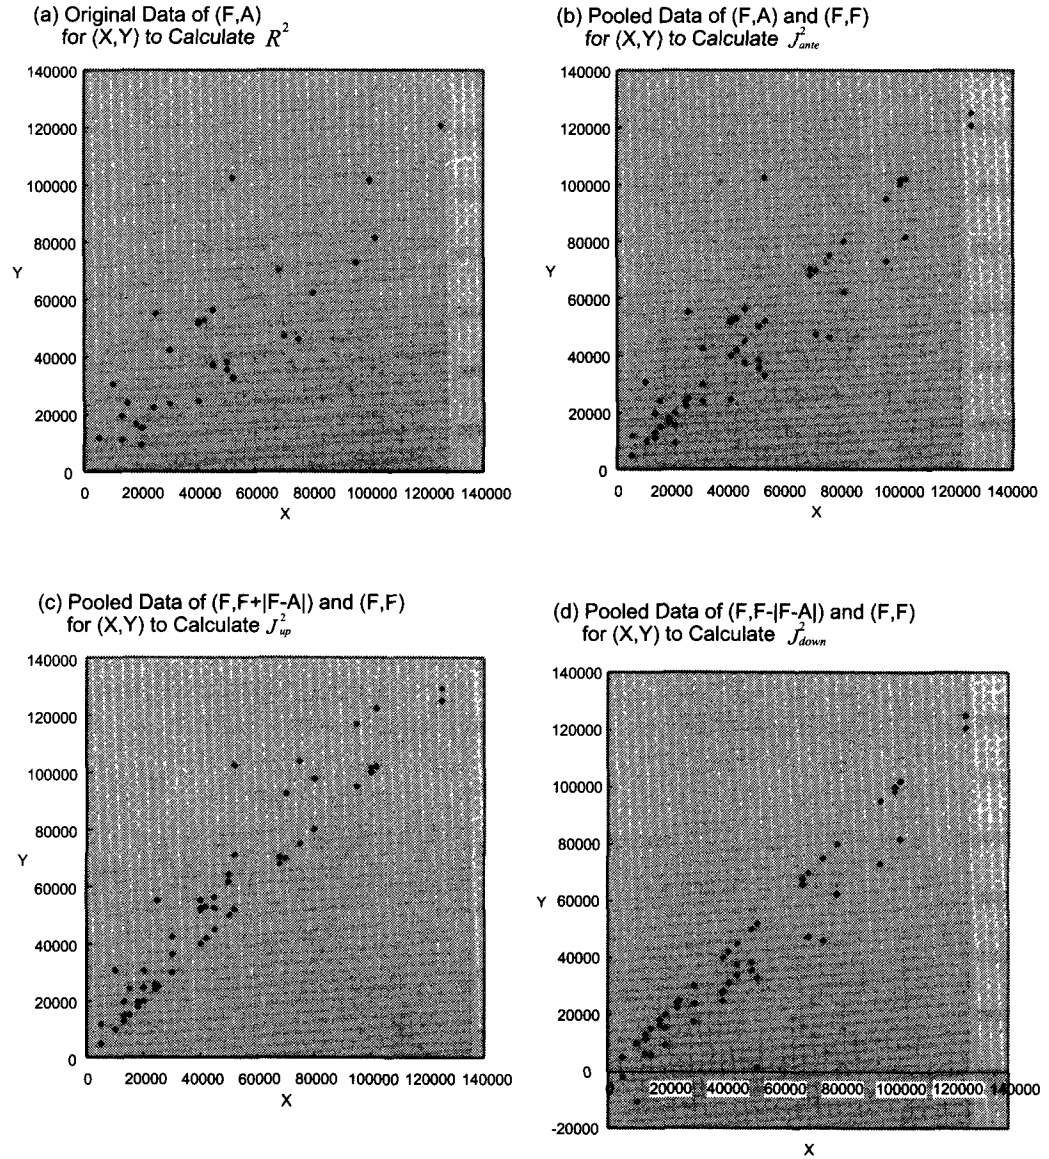 (a) Original Data of (F,A)
for (X,Y) to Calculate R²
140000
120000
100000
80000
Y
60000
40000
20000
0
0 20000 40000 60000 80000 100000 120000 140000
X
(b) Pooled Data of (F,A) and (F,F)
for (X,Y) to Calculate J²ante
140000
120000
100000
80000
Y
60000
40000
20000
0
0 20000 40000 60000 80000 100000 120000 140000
X
(c) Pooled Data of (F,F+|F-A|) and (F,F)
for (X,Y) to Calculate J²up
140000
120000
100000
80000
Y
60000
40000
20000
0
0 20000 40000 60000 80000 100000 120000 140000
X
(d) Pooled Data of (F,F-|F-A|) and (F,F)
for (X,Y) to Calculate J²down
140000
120000
100000
80000
60000
Y
40000
20000
0
0 20000 40000 60000 80000 100000 120000 140000
-20000
X